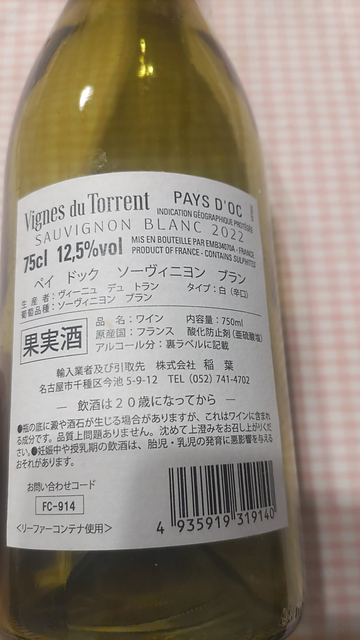 Vignes du Torrent
PAYS D'OC
INDICATION GÉOGRAPHIQUE PROTÉGÉE
SAUVIGNON BLANC 2022
75cl 12,5%vol
MIS EN BOUTEILLE PAR EMB34070A - FRANCE
PRODUCT OF FRANCE - CONTAINS SULPHITES
ペイ ドック ソーヴィニヨン ブラン
生産者:ヴィーニュ デュ トラン タイプ:白(辛口)
葡萄品種:ソーヴィニヨン ブラン
果実酒
品名:ワイン 内容量:750ml
原産国:フランス 酸化防止剤(亜硫酸塩)
アルコール分:裏ラベルに記載
輸入業者及び引取先 株式会社 稲葉
名古屋市千種区今池 5-9-12 TEL (052) 741-4702
― 飲酒は20歳になってから ―
●瓶の底に澱や酒石が生じる場合がありますが、これはワインに含まれ
る成分です。品質上問題ありません。沈めて上澄みをお召し上がりくだ
さい。●妊娠中や授乳期の飲酒は、胎児・乳児の発育に悪影響を与える
おそれがあります。
お問い合わせコード
FC-914
<リーファーコンテナ使用>
4 935919 319140